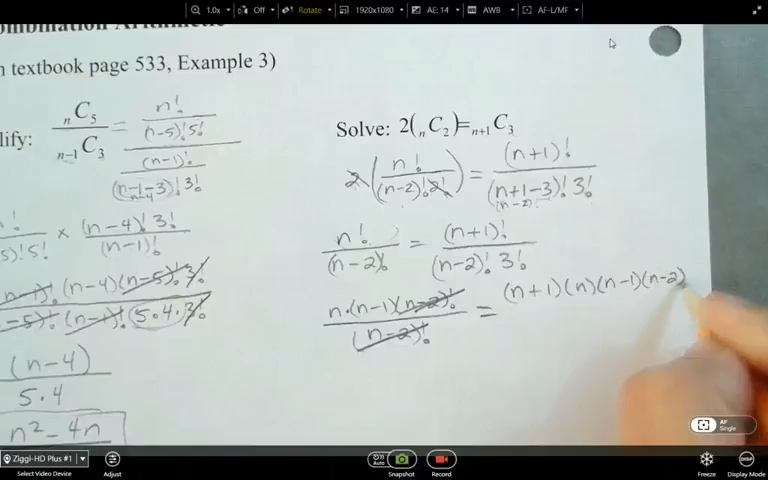 1.0x Off Rotate 1920x1080 AE: 14 AWB AF-L/MF
ombination Arithmetic
n textbook page 533, Example 3)
lify: nC5 / n-1C3 = n! / (n-5)!5! / (n-1)! / (n-1-3)!3!
n-4
n! / 5)!5! × (n-4)!3! / (n-1)!
n-1)! (n-4)(n-5)! 3! / -5)! (n-1)! (5·4·3!
(n-4) / 5·4
n² - 4n
Solve: 2(nC2) = n+1C3
2 (n! / (n-2)!2!) = (n+1)! / (n+1-3)! 3!
(n-2)!
n! / (n-2)! = (n+1)! / (n-2)! 3!
n·(n-1)(n-2)! / (n-2)! = (n+1)(n)(n-1)(n-2)
AF
Single
Ziggi-HD Plus #1
Auto
DISP
Select Video Device Adjust Snapshot Record Freeze Display Mode